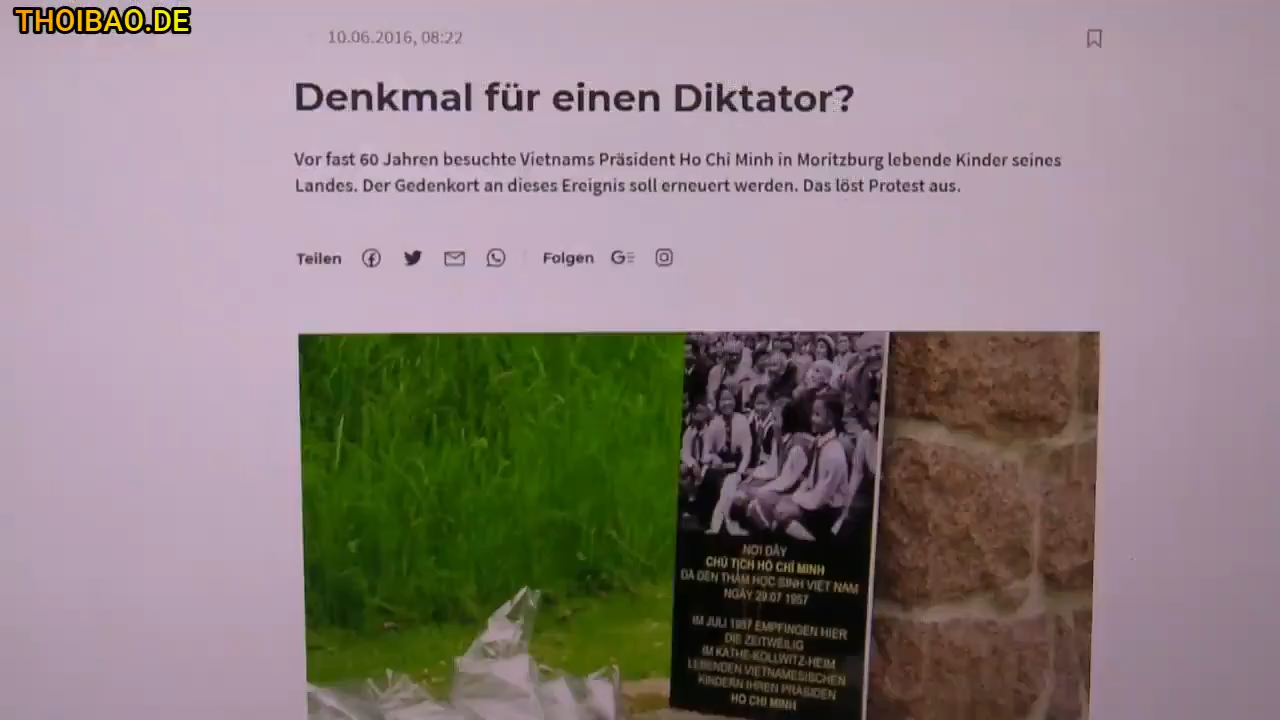 THOIBAO.DE
10.06.2016, 08:22
Denkmal für einen Diktator?
Vor fast 60 Jahren besuchte Vietnams Präsident Ho Chi Minh in Moritzburg lebende Kinder seines
Landes. Der Gedenkort an dieses Ereignis soll erneuert werden. Das löst Protest aus.
Teilen
Folgen
NƠI ĐÂY
CHỦ TỊCH HỒ CHÍ MINH
ĐÃ ĐẾN THĂM HỌC SINH VIỆT NAM
NGÀY 29.07 1957
IM JULI 1957 EMPFINGEN HIER
DIE ZEITWEILIG
IM KÄTHE-KOLLWITZ-HEIM
LEBENDEN VIETNAMESISCHEN
KINDERN IHREN PRÄSIDEN
HO CHI MINH